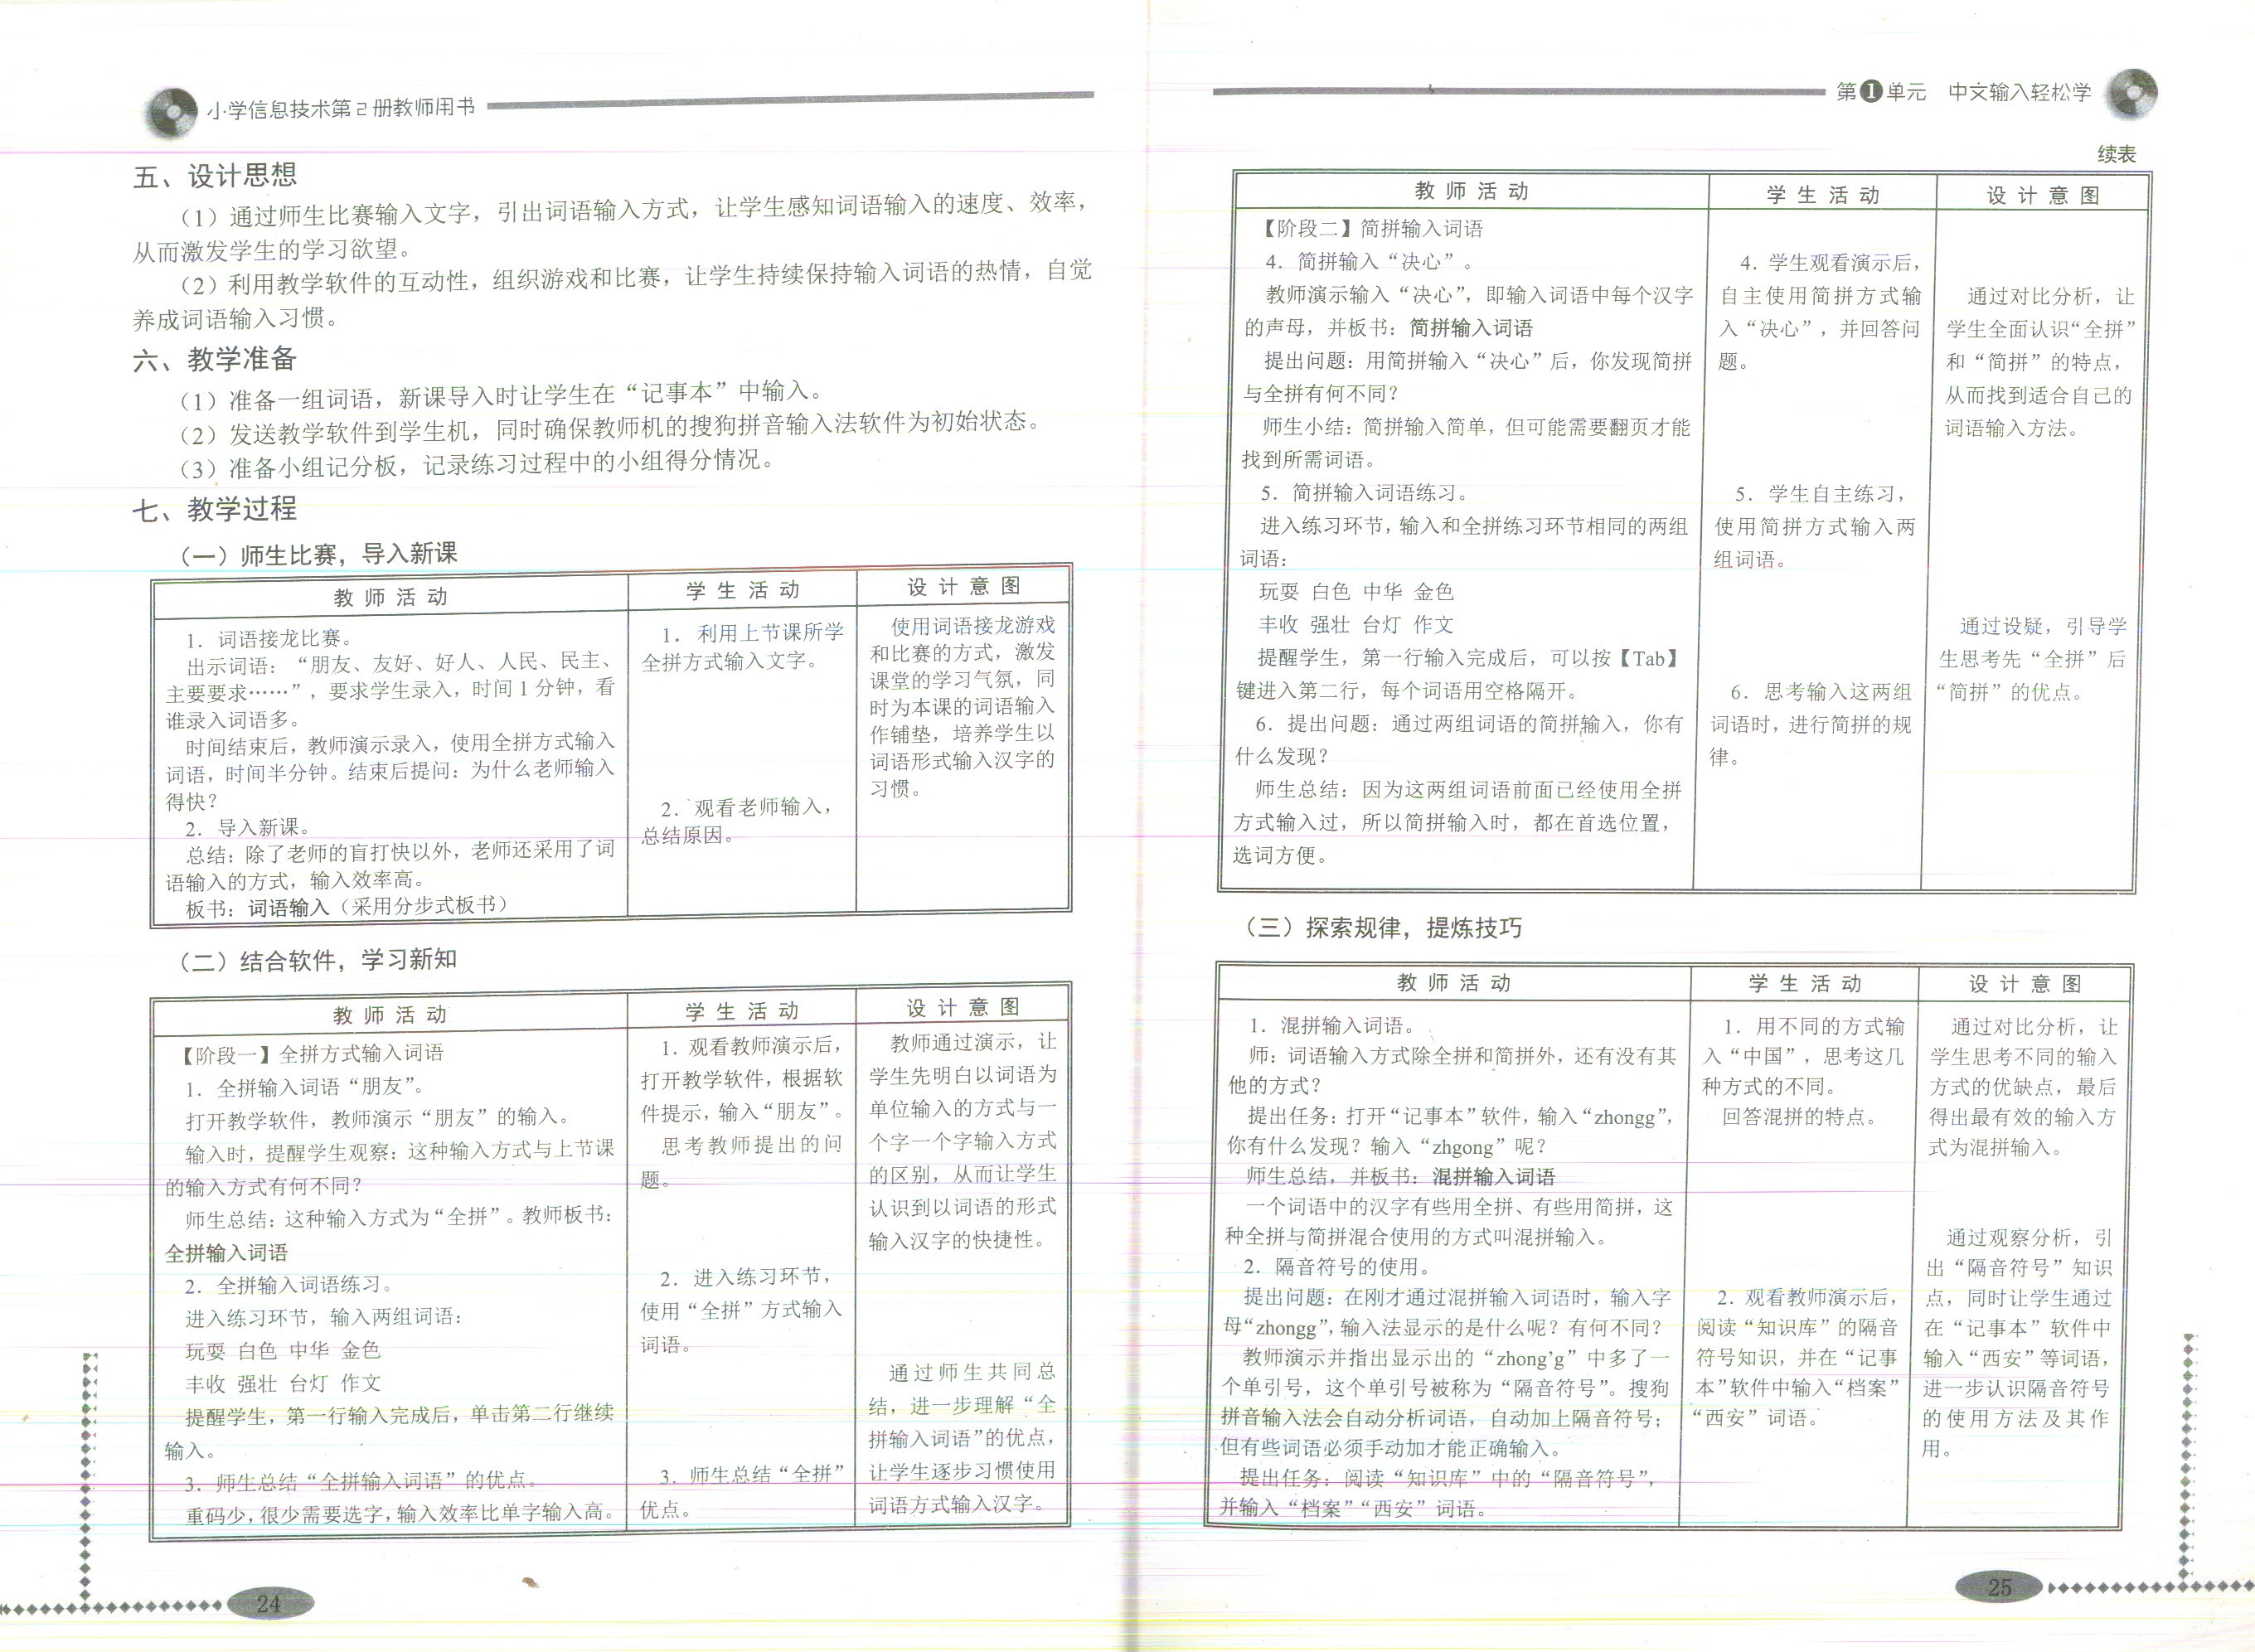 小学信息技术第2册教师用书
五、设计思想
（1）通过师生比赛输入文字，引出词语输入方式，让学生感知词语输入的速度、效率，
从而激发学生的学习欲望。
（2）利用教学软件的互动性，组织游戏和比赛，让学生持续保持输入词语的热情，自觉
养成词语输入习惯。
六、教学准备
（1）准备一组词语，新课导入时让学生在“记事本”中输入。
（2）发送教学软件到学生机，同时确保教师机的搜狗拼音输入法软件为初始状态。
（3）准备小组记分板，记录练习过程中的小组得分情况。
七、教学过程
（一）师生比赛，导入新课
教师活动
1．词语接龙比赛。
出示词语：“朋友、友好、好人、人民、民主、
主要要求……”，要求学生录入，时间1分钟，看
谁录入词语多。
时间结束后，教师演示录入，使用全拼方式输入
词语，时间半分钟。结束后提问：为什么老师输入
得快？
2．导入新课。
总结：除了老师的盲打快以外，老师还采用了词
语输入的方式，输入效率高。
板书：词语输入（采用分步式板书）
学生活动
1．利用上节课所学
全拼方式输入文字。
2．观看老师输入，
总结原因。
设计意图
使用词语接龙游戏
和比赛的方式，激发
课堂的学习气氛，同
时为本课的词语输入
作铺垫，培养学生以
词语形式输入汉字的
习惯。
（二）结合软件，学习新知
教师活动
【阶段一】全拼方式输入词语
1．全拼输入词语“朋友”。
打开教学软件，教师演示“朋友”的输入。
输入时，提醒学生观察：这种输入方式与上节课
的输入方式有何不同？
师生总结：这种输入方式为“全拼”。教师板书：
全拼输入词语
2．全拼输入词语练习。
进入练习环节，输入两组词语：
玩耍 白色 中华 金色
丰收 强壮 台灯 作文
提醒学生，第一行输入完成后，单击第二行继续
输入。
3．师生总结“全拼输入词语”的优点。
重码少，很少需要选字，输入效率比单字输入高。
学生活动
1．观看教师演示后，
打开教学软件，根据软
件提示，输入“朋友”。
思考教师提出的问
题。
2．进入练习环节，
使用“全拼”方式输入
词语。
3．师生总结“全拼”
优点。
设计意图
教师通过演示，让
学生先明白以词语为
单位输入的方式与一
个字一个字输入方式
的区别，从而让学生
认识到以词语的形式
输入汉字的快捷性。
通过师生共同总
结，进一步理解“全
拼输入词语”的优点，
让学生逐步习惯使用
词语方式输入汉字。
24
第1单元 中文输入轻松学
续表
教师活动
【阶段二】简拼输入词语
4．简拼输入“决心”。
教师演示输入“决心”，即输入词语中每个汉字
的声母，并板书：简拼输入词语
提出问题：用简拼输入“决心”后，你发现简拼
与全拼有何不同？
师生小结：简拼输入简单，但可能需要翻页才能
找到所需词语。
5．简拼输入词语练习。
进入练习环节，输入和全拼练习环节相同的两组
词语：
玩耍 白色 中华 金色
丰收 强壮 台灯 作文
提醒学生，第一行输入完成后，可以按【Tab】
键进入第二行，每个词语用空格隔开。
6．提出问题：通过两组词语的简拼输入，你有
什么发现？
师生总结：因为这两组词语前面已经使用全拼
方式输入过，所以简拼输入时，都在首选位置，
选词方便。
学生活动
4．学生观看演示后，
自主使用简拼方式输
入“决心”，并回答问
题。
5．学生自主练习，
使用简拼方式输入两
组词语。
6．思考输入这两组
词语时，进行简拼的规
律。
设计意图
通过对比分析，让
学生全面认识“全拼”
和“简拼”的特点，
从而找到适合自己的
词语输入方法。
通过设疑，引导学
生思考先“全拼”后
“简拼”的优点。
（三）探索规律，提炼技巧
教师活动
1．混拼输入词语。
师：词语输入方式除全拼和简拼外，还有没有其
他的方式？
提出任务：打开“记事本”软件，输入“zhongg”，
你有什么发现？输入“zhgong”呢？
师生总结，并板书：混拼输入词语
一个词语中的汉字有些用全拼、有些用简拼，这
种全拼与简拼混合使用的方式叫混拼输入。
2．隔音符号的使用。
提出问题：在刚才通过混拼输入词语时，输入字
母“zhongg”，输入法显示的是什么呢？有何不同？
教师演示并指出显示出的“zhong'g”中多了一
个单引号，这个单引号被称为“隔音符号”。搜狗
拼音输入法会自动分析词语，自动加上隔音符号；
但有些词语必须手动加才能正确输入。
提出任务：阅读“知识库”中的“隔音符号”，
并输入“档案”“西安”词语。
学生活动
1．用不同的方式输
入“中国”，思考这几
种方式的不同。
回答混拼的特点。
2．观看教师演示后，
阅读“知识库”的隔音
符号知识，并在“记事
本”软件中输入“档案”
“西安”词语。
设计意图
通过对比分析，让
学生思考不同的输入
方式的优缺点，最后
得出最有效的输入方
式为混拼输入。
通过观察分析，引
出“隔音符号”知识
点，同时让学生通过
在“记事本”软件中
输入“西安”等词语，
进一步认识隔音符号
的使用方法及其作
用。
25